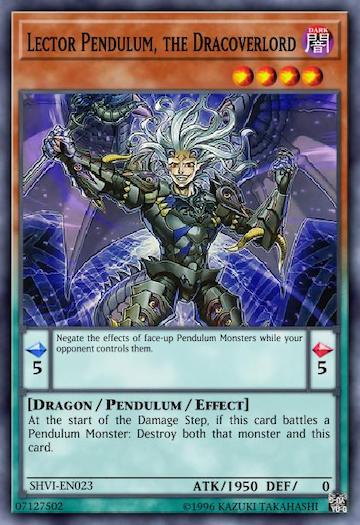 Lector Pendulum, the Dracoverlord
DARK
闇
Negate the effects of face-up Pendulum Monsters while your
opponent controls them.
5
5
[Dragon / Pendulum / Effect]
At the start of the Damage Step, if this card battles a
Pendulum Monster: Destroy both that monster and this
card.
SHVI-EN023
ATK/1950 DEF/ 0
07127502
©1996 KAZUKI TAKAHASHI